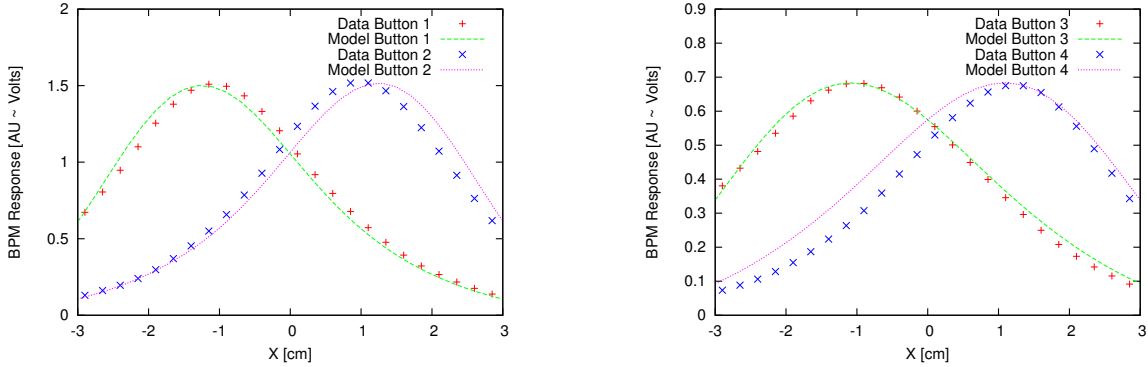 2
1.5
1
0.5
0
BPM Response [AU ~ Volts]
Data Button 1
Model Button 1
Data Button 2
Model Button 2
-3 -2 -1 0 1 2 3
X [cm]
0.9
0.8
0.7
0.6
0.5
0.4
0.3
0.2
0.1
0
BPM Response [AU ~ Volts]
Data Button 3
Model Button 3
Data Button 4
Model Button 4
-3 -2 -1 0 1 2 3
X [cm]